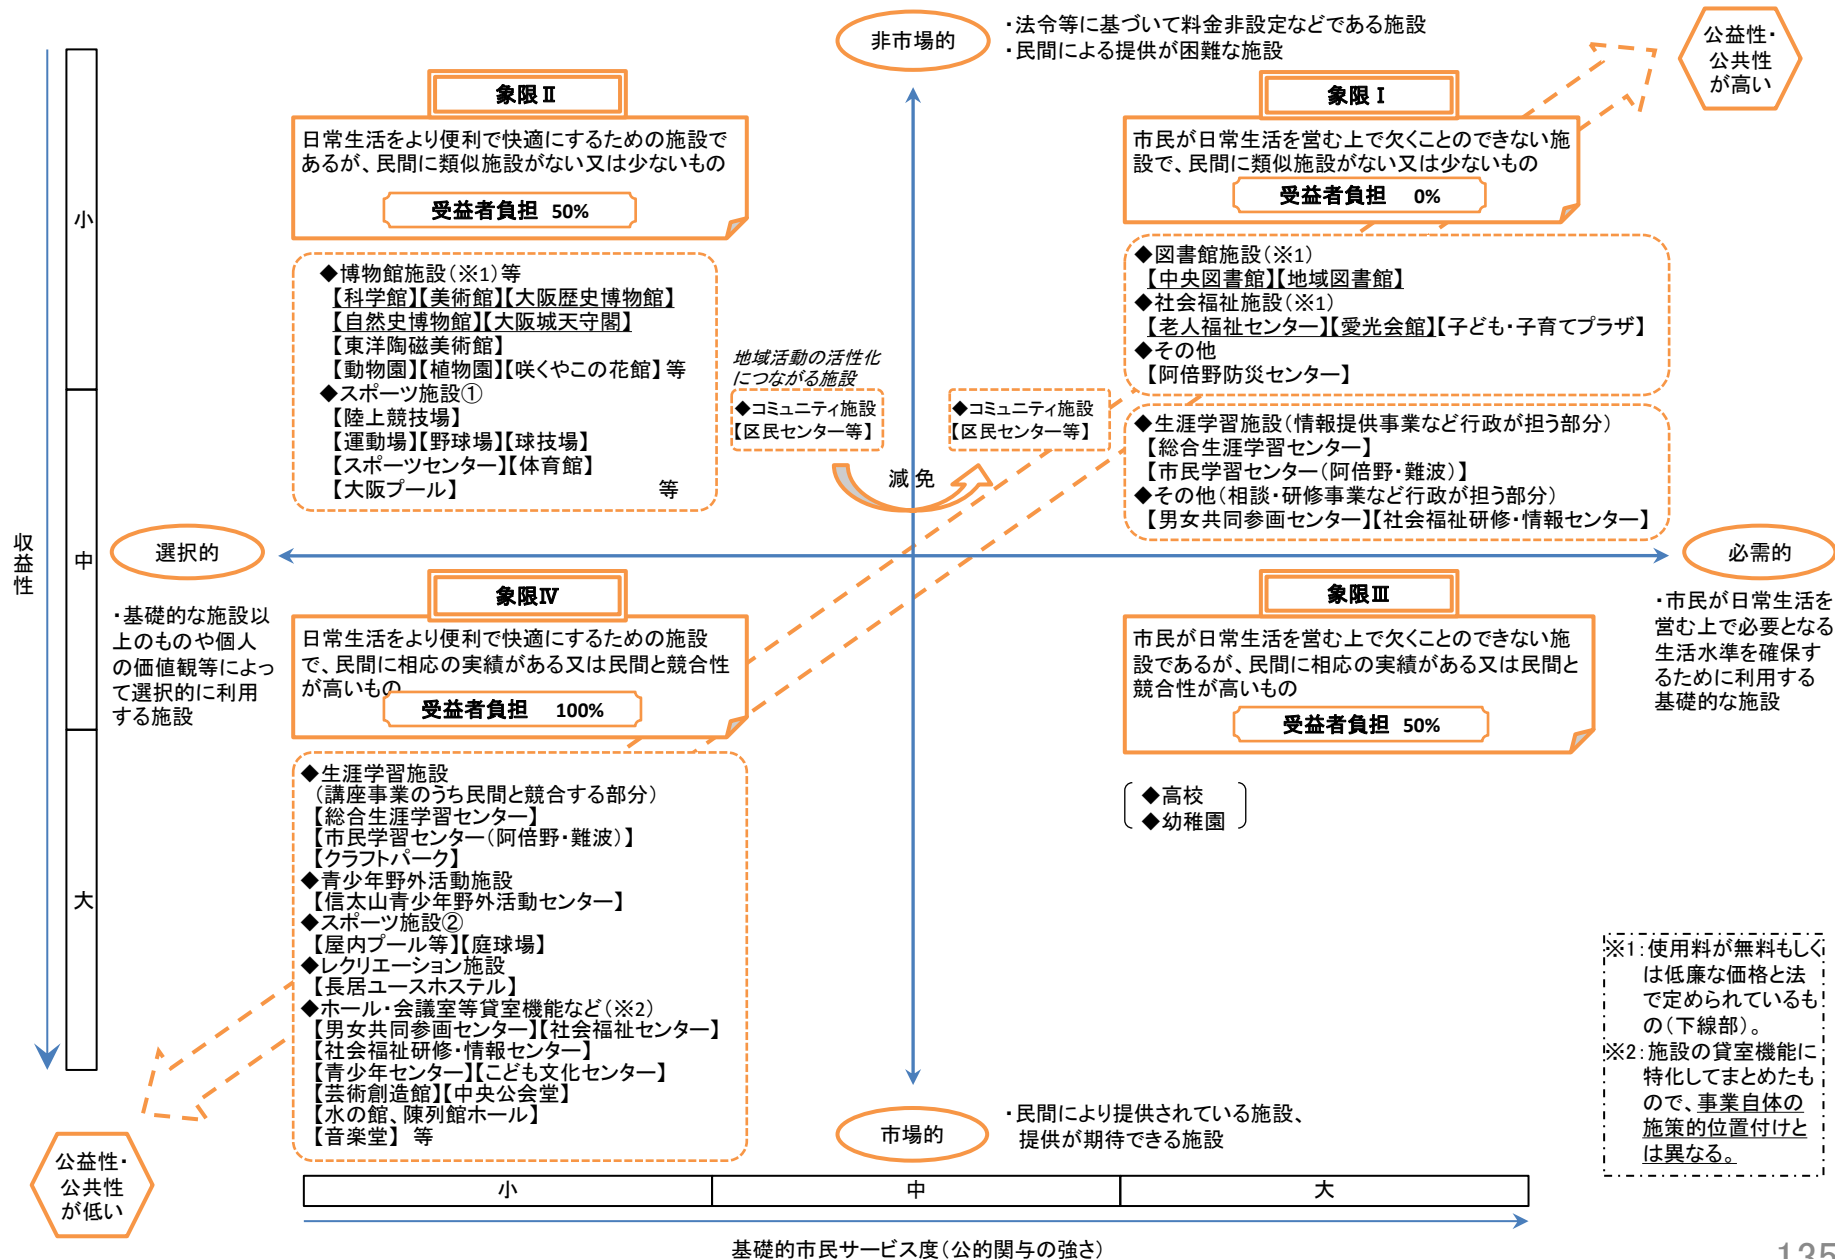 非市場的
・法令等に基づいて料金非設定などである施設
・民間による提供が困難な施設
公益性・
公共性
が高い
象限Ⅱ
日常生活をより便利で快適にするための施設で
あるが、民間に類似施設がない又は少ないもの
受益者負担 50%
◆博物館施設(※1)等
【科学館】【美術館】【大阪歴史博物館】
【自然史博物館】【大阪城天守閣】
【東洋陶磁美術館】
【動物園】【植物園】【咲くやこの花館】等
◆スポーツ施設①
【陸上競技場】
【運動場】【野球場】【球技場】
【スポーツセンター】【体育館】
【大阪プール】 等
象限Ⅰ
市民が日常生活を営む上で欠くことのできない施
設で、民間に類似施設がない又は少ないもの
受益者負担 0%
◆図書館施設(※1)
【中央図書館】【地域図書館】
◆社会福祉施設(※1)
【老人福祉センター】【愛光会館】【子ども・子育てプラザ】
◆その他
【阿倍野防災センター】
◆生涯学習施設(情報提供事業など行政が担う部分)
【総合生涯学習センター】
【市民学習センター(阿倍野・難波)】
◆その他(相談・研修事業など行政が担う部分)
【男女共同参画センター】【社会福祉研修・情報センター】
地域活動の活性化
につながる施設
◆コミュニティ施設
【区民センター等】
◆コミュニティ施設
【区民センター等】
減免
収益性
小
中
大
選択的
・基礎的な施設以
上のものや個人
の価値観等によっ
て選択的に利用
する施設
必需的
・市民が日常生活を
営む上で必要となる
生活水準を確保す
るために利用する
基礎的な施設
象限Ⅳ
日常生活をより便利で快適にするための施設
で、民間に相応の実績がある又は民間と競合性
が高いもの
受益者負担 100%
◆生涯学習施設
(講座事業のうち民間と競合する部分)
【総合生涯学習センター】
【市民学習センター(阿倍野・難波)】
【クラフトパーク】
◆青少年野外活動施設
【信太山青少年野外活動センター】
◆スポーツ施設②
【屋内プール等】【庭球場】
◆レクリエーション施設
【長居ユースホステル】
◆ホール・会議室等貸室機能など(※2)
【男女共同参画センター】【社会福祉センター】
【社会福祉研修・情報センター】
【青少年センター】【こども文化センター】
【芸術創造館】【中央公会堂】
【水の館、陳列館ホール】
【音楽堂】 等
象限Ⅲ
市民が日常生活を営む上で欠くことのできない施
設であるが、民間に相応の実績がある又は民間と
競合性が高いもの
受益者負担 50%
◆高校
◆幼稚園
※1:使用料が無料もしく
は低廉な価格と法
で定められているも
の(下線部)。
※2:施設の貸室機能に
特化してまとめたも
ので、事業自体の
施策的位置付けと
は異なる。
市場的
・民間により提供されている施設、
提供が期待できる施設
公益性・
公共性
が低い
小 中 大
基礎的市民サービス度(公的関与の強さ)
135